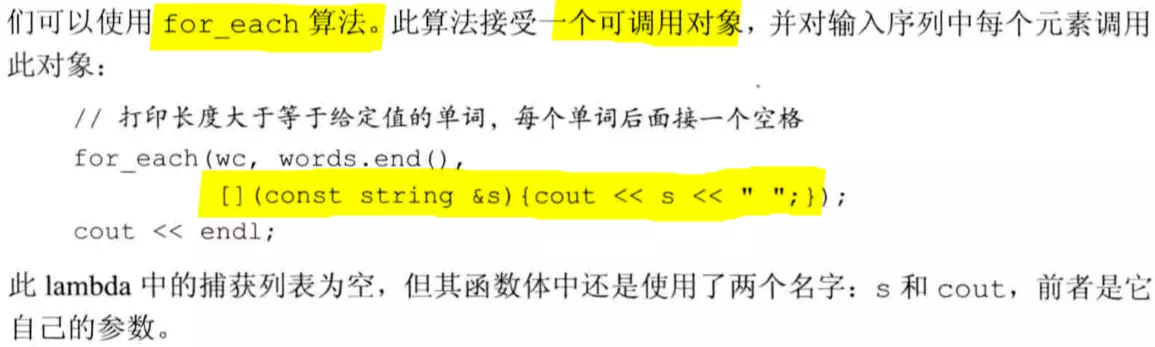 们可以使用 for_each 算法。此算法接受一个可调用对象，并对输入序列中每个元素调用
此对象：
// 打印长度大于等于给定值的单词，每个单词后面接一个空格
for_each(wc, words.end(),
[](const string &s){cout << s << " ";});
cout << endl;
此 lambda 中的捕获列表为空，但其函数体中还是使用了两个名字：s 和 cout，前者是它
自己的参数。